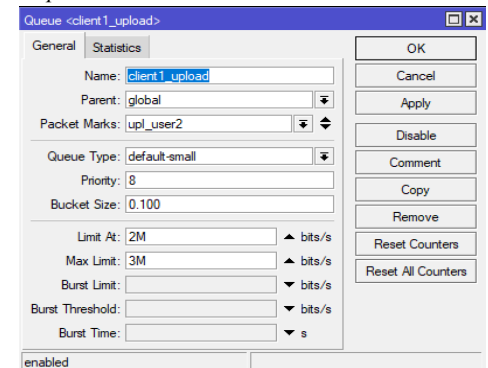 Queue <client1_upload>
General Statistics
OK
Name: client1_upload
Cancel
Parent: global
Apply
Packet Marks: upl_user2
Disable
Queue Type: default-small
Comment
Priority: 8
Copy
Bucket Size: 0.100
Remove
Limit At: 2M bits/s
Reset Counters
Max Limit: 3M bits/s
Reset All Counters
Burst Limit: bits/s
Burst Threshold: bits/s
Burst Time: s
enabled